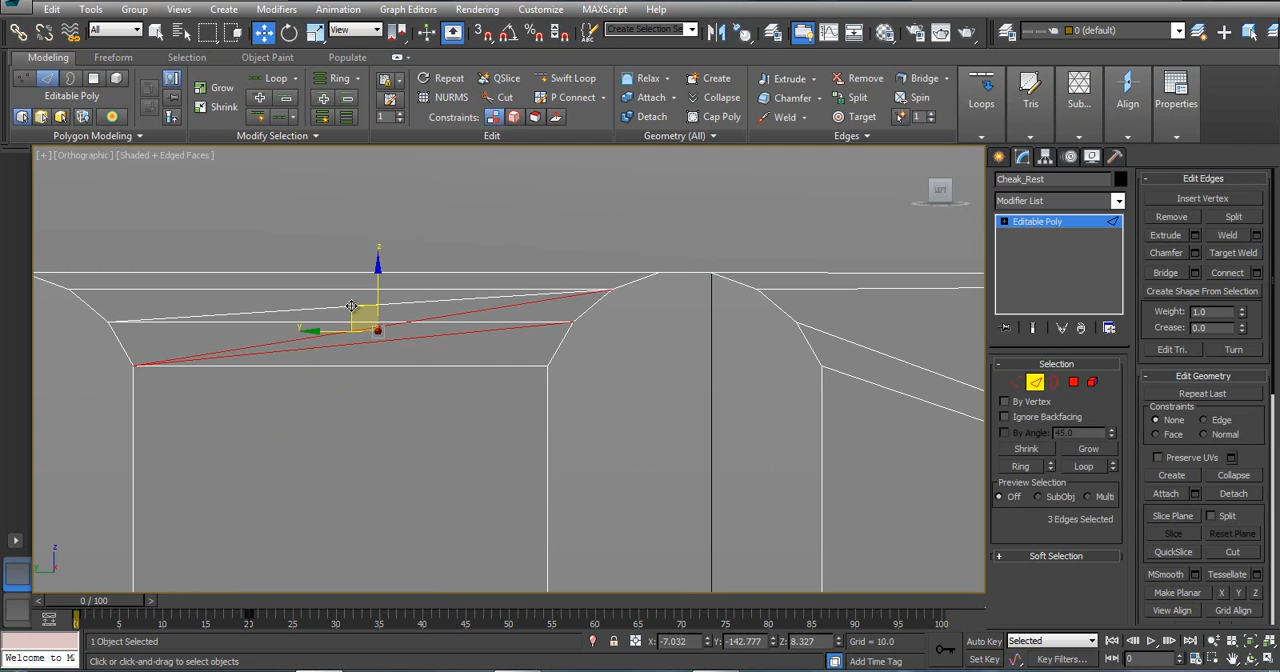 Edit Tools Group Views Create Modifiers Animation Graph Editors Rendering Customize MAXScript Help
All View Create Selection Se 0 (default)
Modeling Freeform Selection Object Paint Populate
Grow Loop Ring Repeat QSlice Swift Loop Relax Create Extrude Remove Bridge
Editable Poly Shrink NURMS Cut P Connect Attach Collapse Chamfer Split Spin Loops Tris Sub... Align Properties
1 Constraints: Detach Cap Poly Weld Target 1
Polygon Modeling Modify Selection Edit Geometry (All) Edges
[+] [Orthographic] [Shaded + Edged Faces]
LEFT
z
y
z
y x
Cheak_Rest
Modifier List
Editable Poly
Selection
By Vertex
Ignore Backfacing
By Angle: 45.0
Shrink Grow
Ring Loop
Preview Selection
Off SubObj Multi
3 Edges Selected
Soft Selection
Edit Edges
Insert Vertex
Remove Split
Extrude Weld
Chamfer Target Weld
Bridge Connect
Create Shape From Selection
Weight: 1.0
Crease: 0.0
Edit Tri. Turn
Edit Geometry
Repeat Last
Constraints
None Edge
Face Normal
Preserve UVs
Create Collapse
Attach Detach
Slice Plane Split
Slice Reset Plane
QuickSlice Cut
MSmooth Tessellate
Make Planar X Y Z
View Align Grid Align
0 / 100
5 10 15 20 25 30 35 40 45 50 55 60 65 70 75 80 85 90 95 100
1 Object Selected X: -7.032 Y: -142.777 Z: 8.327 Grid = 10.0 Auto Key Selected
Welcome to M Click or click-and-drag to select objects Add Time Tag Set Key Key Filters... 0